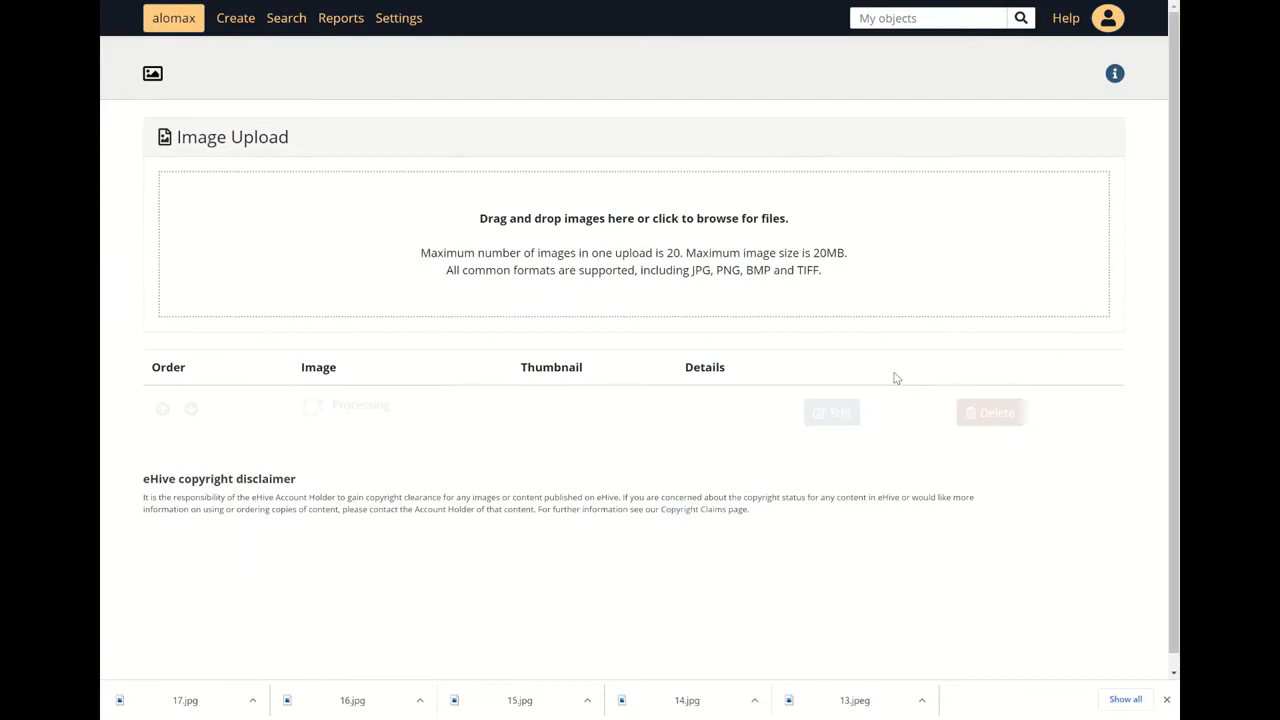 alomax Create Search Reports Settings My objects Help
Image Upload
Drag and drop images here or click to browse for files.
Maximum number of images in one upload is 20. Maximum image size is 20MB.
All common formats are supported, including JPG, PNG, BMP and TIFF.
Order Image Thumbnail Details
Processing Edit Delete
eHive copyright disclaimer
It is the responsibility of the eHive Account Holder to gain copyright clearance for any images or content published on eHive. If you are concerned about the copyright status for any content in eHive or would like more
information on using or ordering copies of content, please contact the Account Holder of that content. For further information see our Copyright Claims page.
17.jpg 16.jpg 15.jpg 14.jpg 13.jpeg Show all